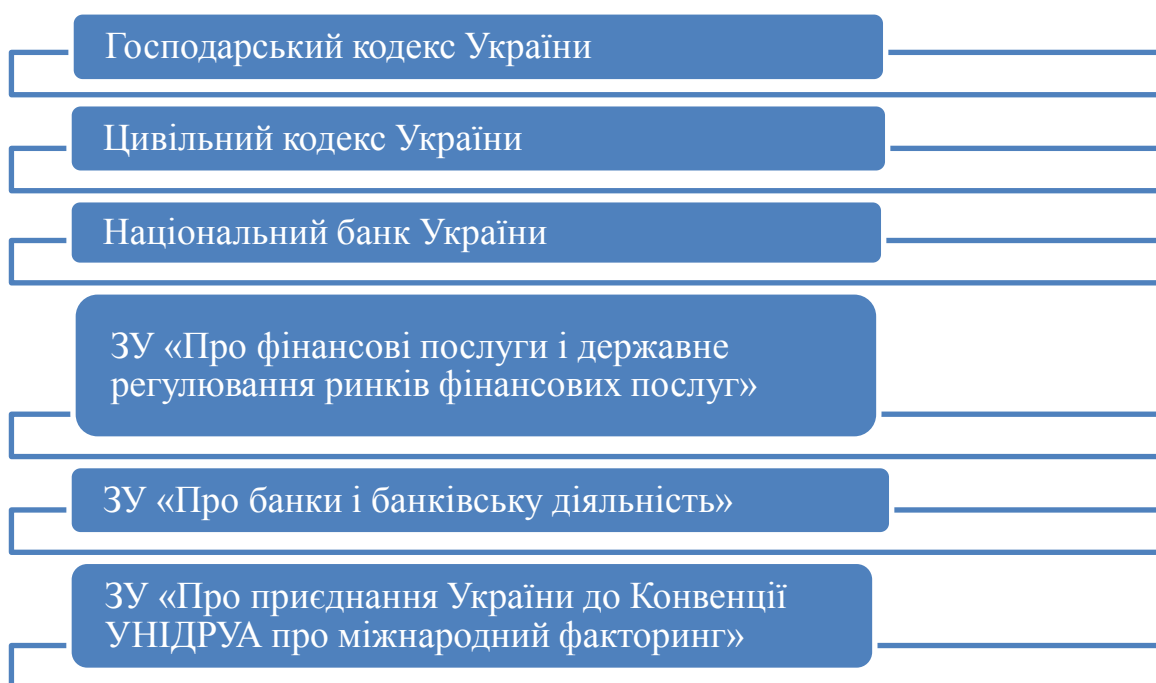 Господарський кодекс України
Цивільний кодекс України
Національний банк України
ЗУ «Про фінансові послуги і державне
регулювання ринків фінансових послуг»
ЗУ «Про банки і банківську діяльність»
ЗУ «Про приєднання України до Конвенції
УНІДРУА про міжнародний факторинг»